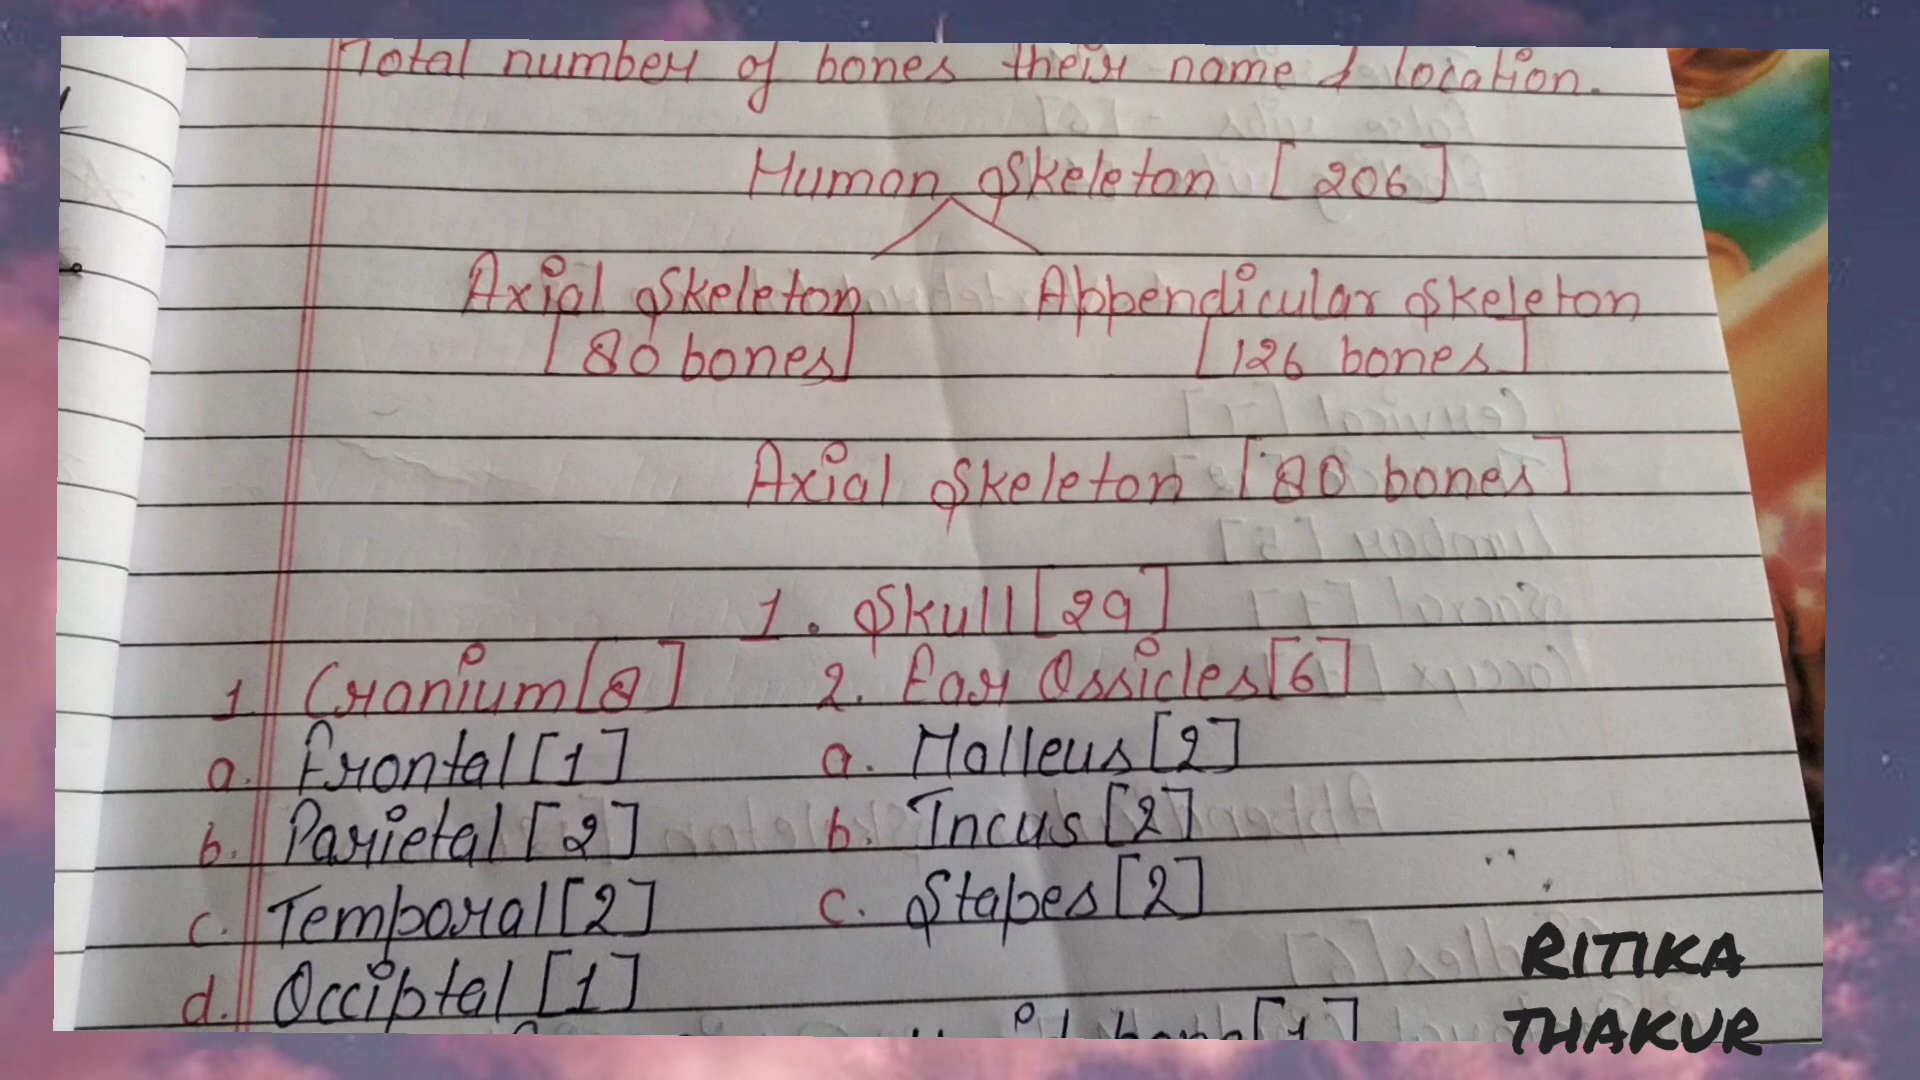 Total number of bones their name & location.
Human Skeleton [206]
Axial Skeleton Appendicular Skeleton
[80 bones] [126 bones]
Axial Skeleton [80 bones]
1. Skull [29]
1 Cranium [8] 2. Ear Ossicles [6]
a. Frontal [1] a. Malleus [2]
b. Parietal [2] b. Incus [2]
c. Temporal [2] c. Stapes [2]
d. Occiptal [1]
RITIKA
THAKUR